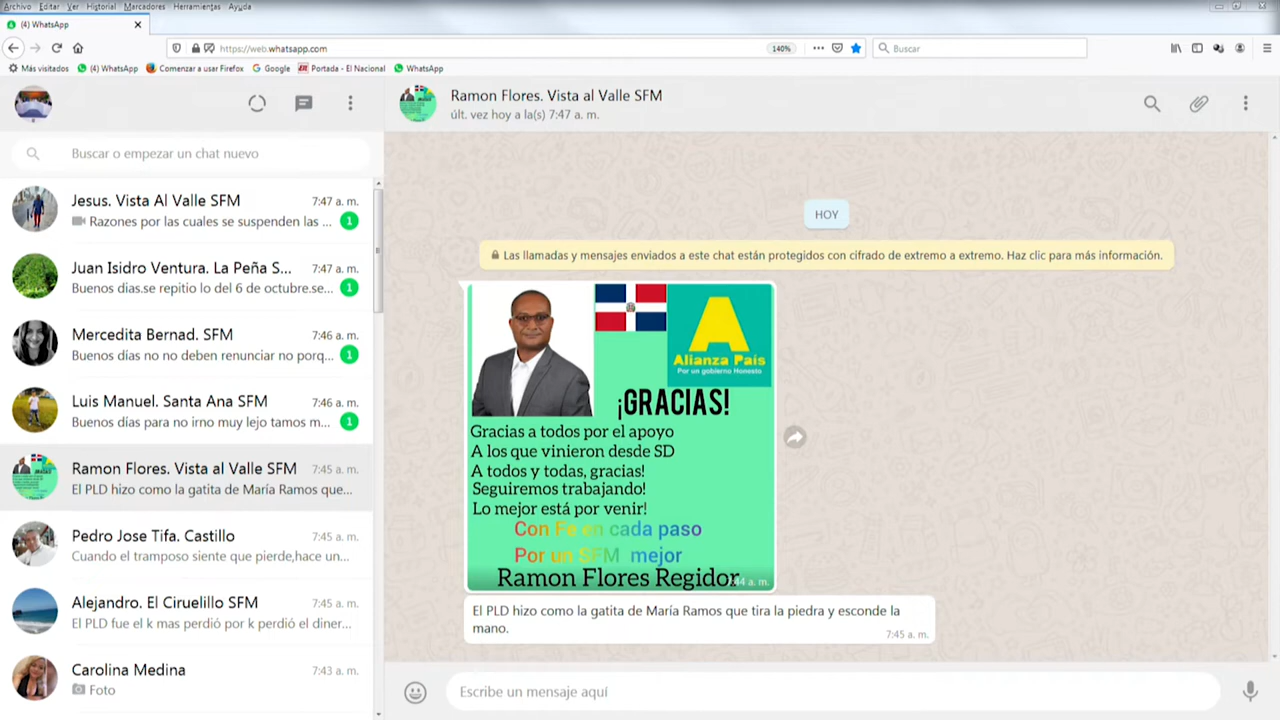 Archivo Editar Ver Historial Marcadores Herramientas Ayuda
(4) WhatsApp
https://web.whatsapp.com
140%
Buscar
Más visitados (4) WhatsApp Comenzar a usar Firefox Google Portada - El Nacional WhatsApp
Buscar o empezar un chat nuevo
Jesus. Vista Al Valle SFM 7:47 a. m.
Razones por las cuales se suspenden las ... 1
Juan Isidro Ventura. La Peña S... 7:47 a. m.
Buenos días.se repitio lo del 6 de octubre.se... 1
Mercedita Bernad. SFM 7:46 a. m.
Buenos días no no deben renunciar no porq... 1
Luis Manuel. Santa Ana SFM 7:46 a. m.
Buenos días para no irno muy lejo tamos m... 1
Ramon Flores. Vista al Valle SFM 7:45 a. m.
El PLD hizo como la gatita de María Ramos que...
Pedro Jose Tifa. Castillo 7:45 a. m.
Cuando el tramposo siente que pierde,hace un...
Alejandro. El Ciruelillo SFM 7:45 a. m.
El PLD fue el k mas perdió por k perdió el diner...
Carolina Medina 7:43 a. m.
Foto
Ramon Flores. Vista al Valle SFM
últ. vez hoy a la(s) 7:47 a. m.
HOY
Las llamadas y mensajes enviados a este chat están protegidos con cifrado de extremo a extremo. Haz clic para más información.
A
Alianza País
Por un gobierno Honesto
¡GRACIAS!
Gracias a todos por el apoyo
A los que vinieron desde SD
A todos y todas, gracias!
Seguiremos trabajando!
Lo mejor está por venir!
Con Fe en cada paso
Por un SFM mejor
Ramon Flores Regidor
7:44 a. m.
El PLD hizo como la gatita de María Ramos que tira la piedra y esconde la
mano.
7:45 a. m.
Escribe un mensaje aquí